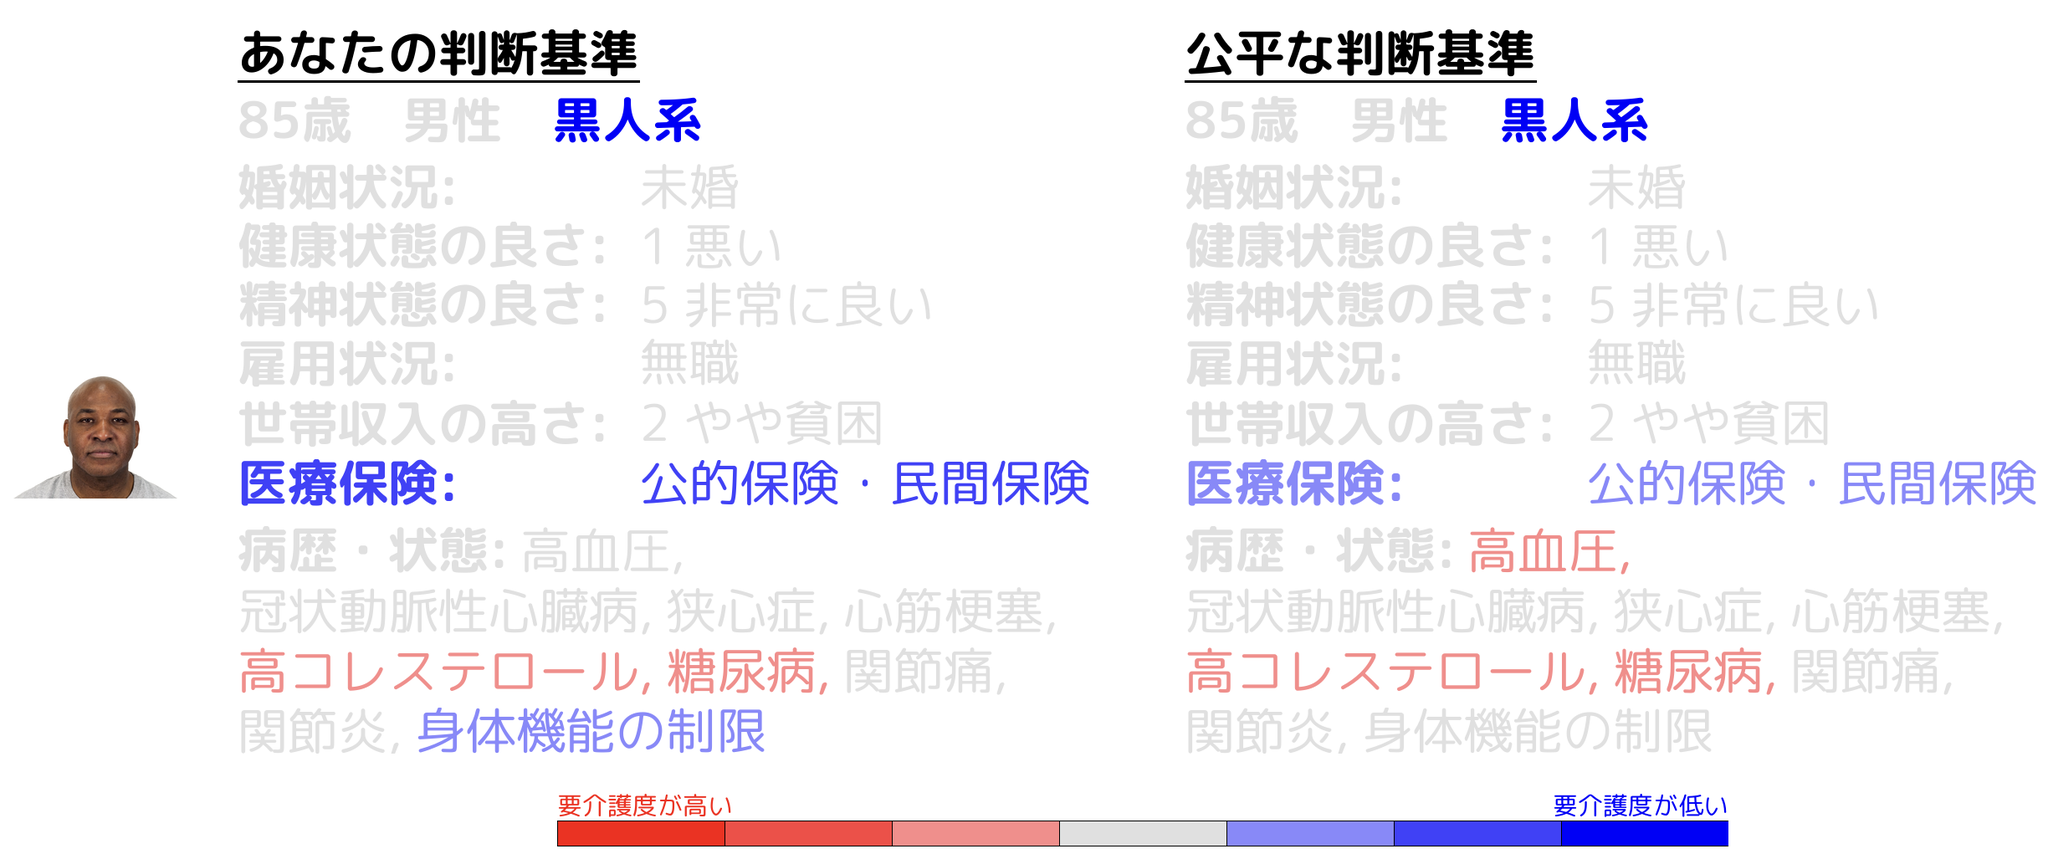 あなたの判断基準
85歳 男性 黒人系
婚姻状況: 未婚
健康状態の良さ: 1 悪い
精神状態の良さ: 5 非常に良い
雇用状況: 無職
世帯収入の高さ: 2 やや貧困
医療保険: 公的保険・民間保険
病歴・状態: 高血圧,
冠状動脈性心臓病, 狭心症, 心筋梗塞,
高コレステロール, 糖尿病, 関節痛,
関節炎, 身体機能の制限
公平な判断基準
85歳 男性 黒人系
婚姻状況: 未婚
健康状態の良さ: 1 悪い
精神状態の良さ: 5 非常に良い
雇用状況: 無職
世帯収入の高さ: 2 やや貧困
医療保険: 公的保険・民間保険
病歴・状態: 高血圧,
冠状動脈性心臓病, 狭心症, 心筋梗塞,
高コレステロール, 糖尿病, 関節痛,
関節炎, 身体機能の制限
要介護度が高い
要介護度が低い